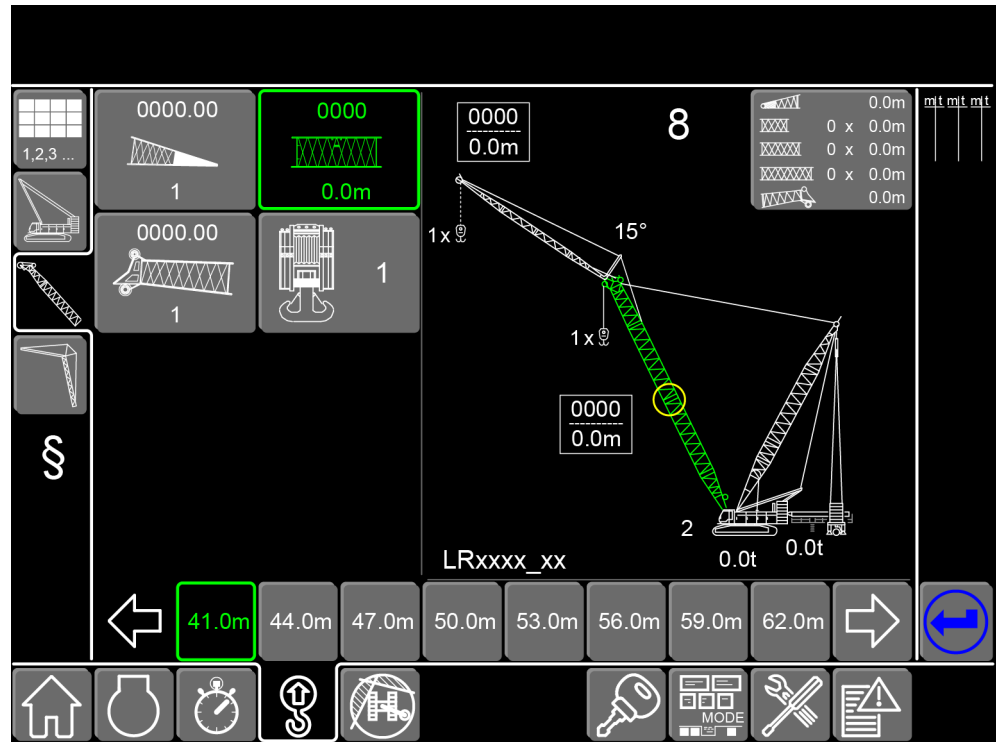 1,2,3 ...
0000.00
1
0000
0.0m
0000.00
1
1
§
0000
0.0m
8
1 x
15°
1 x
0000
0.0m
2
0.0t
0.0t
LRxxxx_xx
0.0m
0 x 0.0m
0 x 0.0m
0 x 0.0m
0.0m
m t m t m t
41.0m 44.0m 47.0m 50.0m 53.0m 56.0m 59.0m 62.0m
MODE